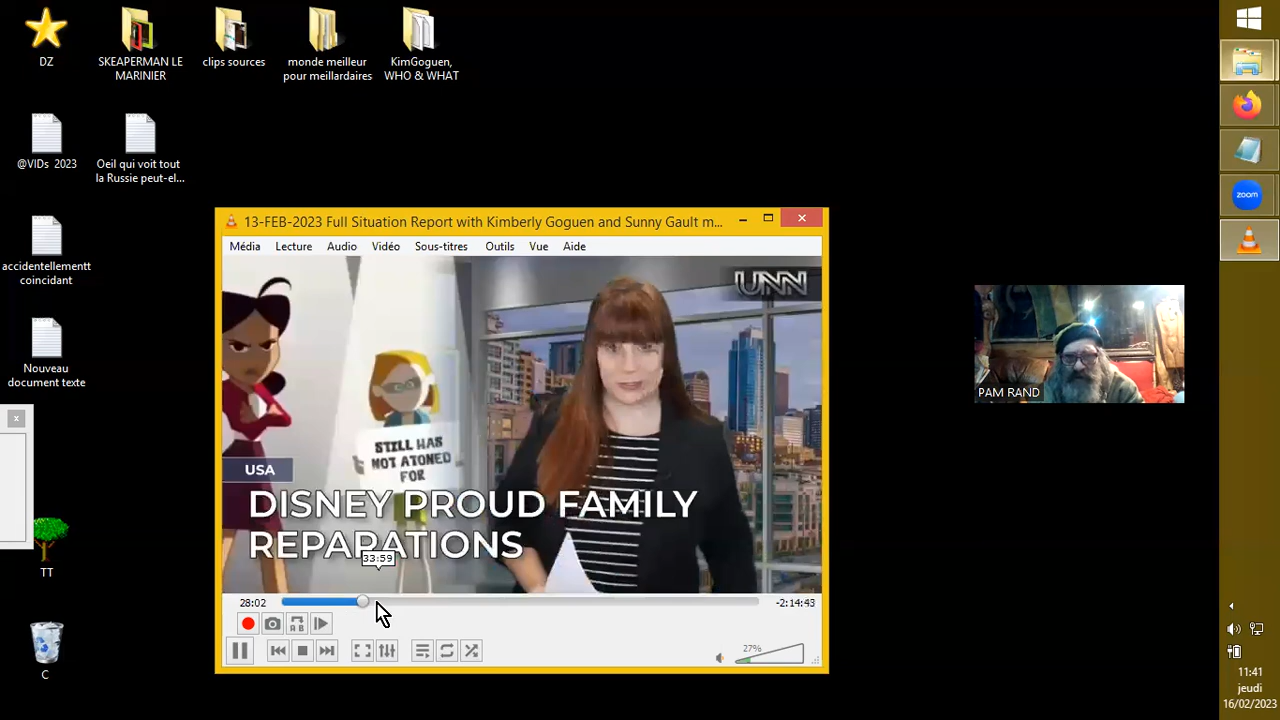 DZ
SKEAPERMAN LE
MARINIER
clips sources
monde meilleur
pour meillardaires
KimGoguen,
WHO & WHAT
@VIDs 2023
Oeil qui voit tout
la Russie peut-el...
accidentellementt
coincidant
Nouveau
document texte
x
TT
C
13-FEB-2023 Full Situation Report with Kimberly Goguen and Sunny Gault m...
Média Lecture Audio Vidéo Sous-titres Outils Vue Aide
UNN
STILL HAS
NOT ATONED
FOR
USA
DISNEY PROUD FAMILY
REPARATIONS
33:59
28:02
-2:14:43
A B
27%
PAM RAND
zoom
11:41
jeudi
16/02/2023